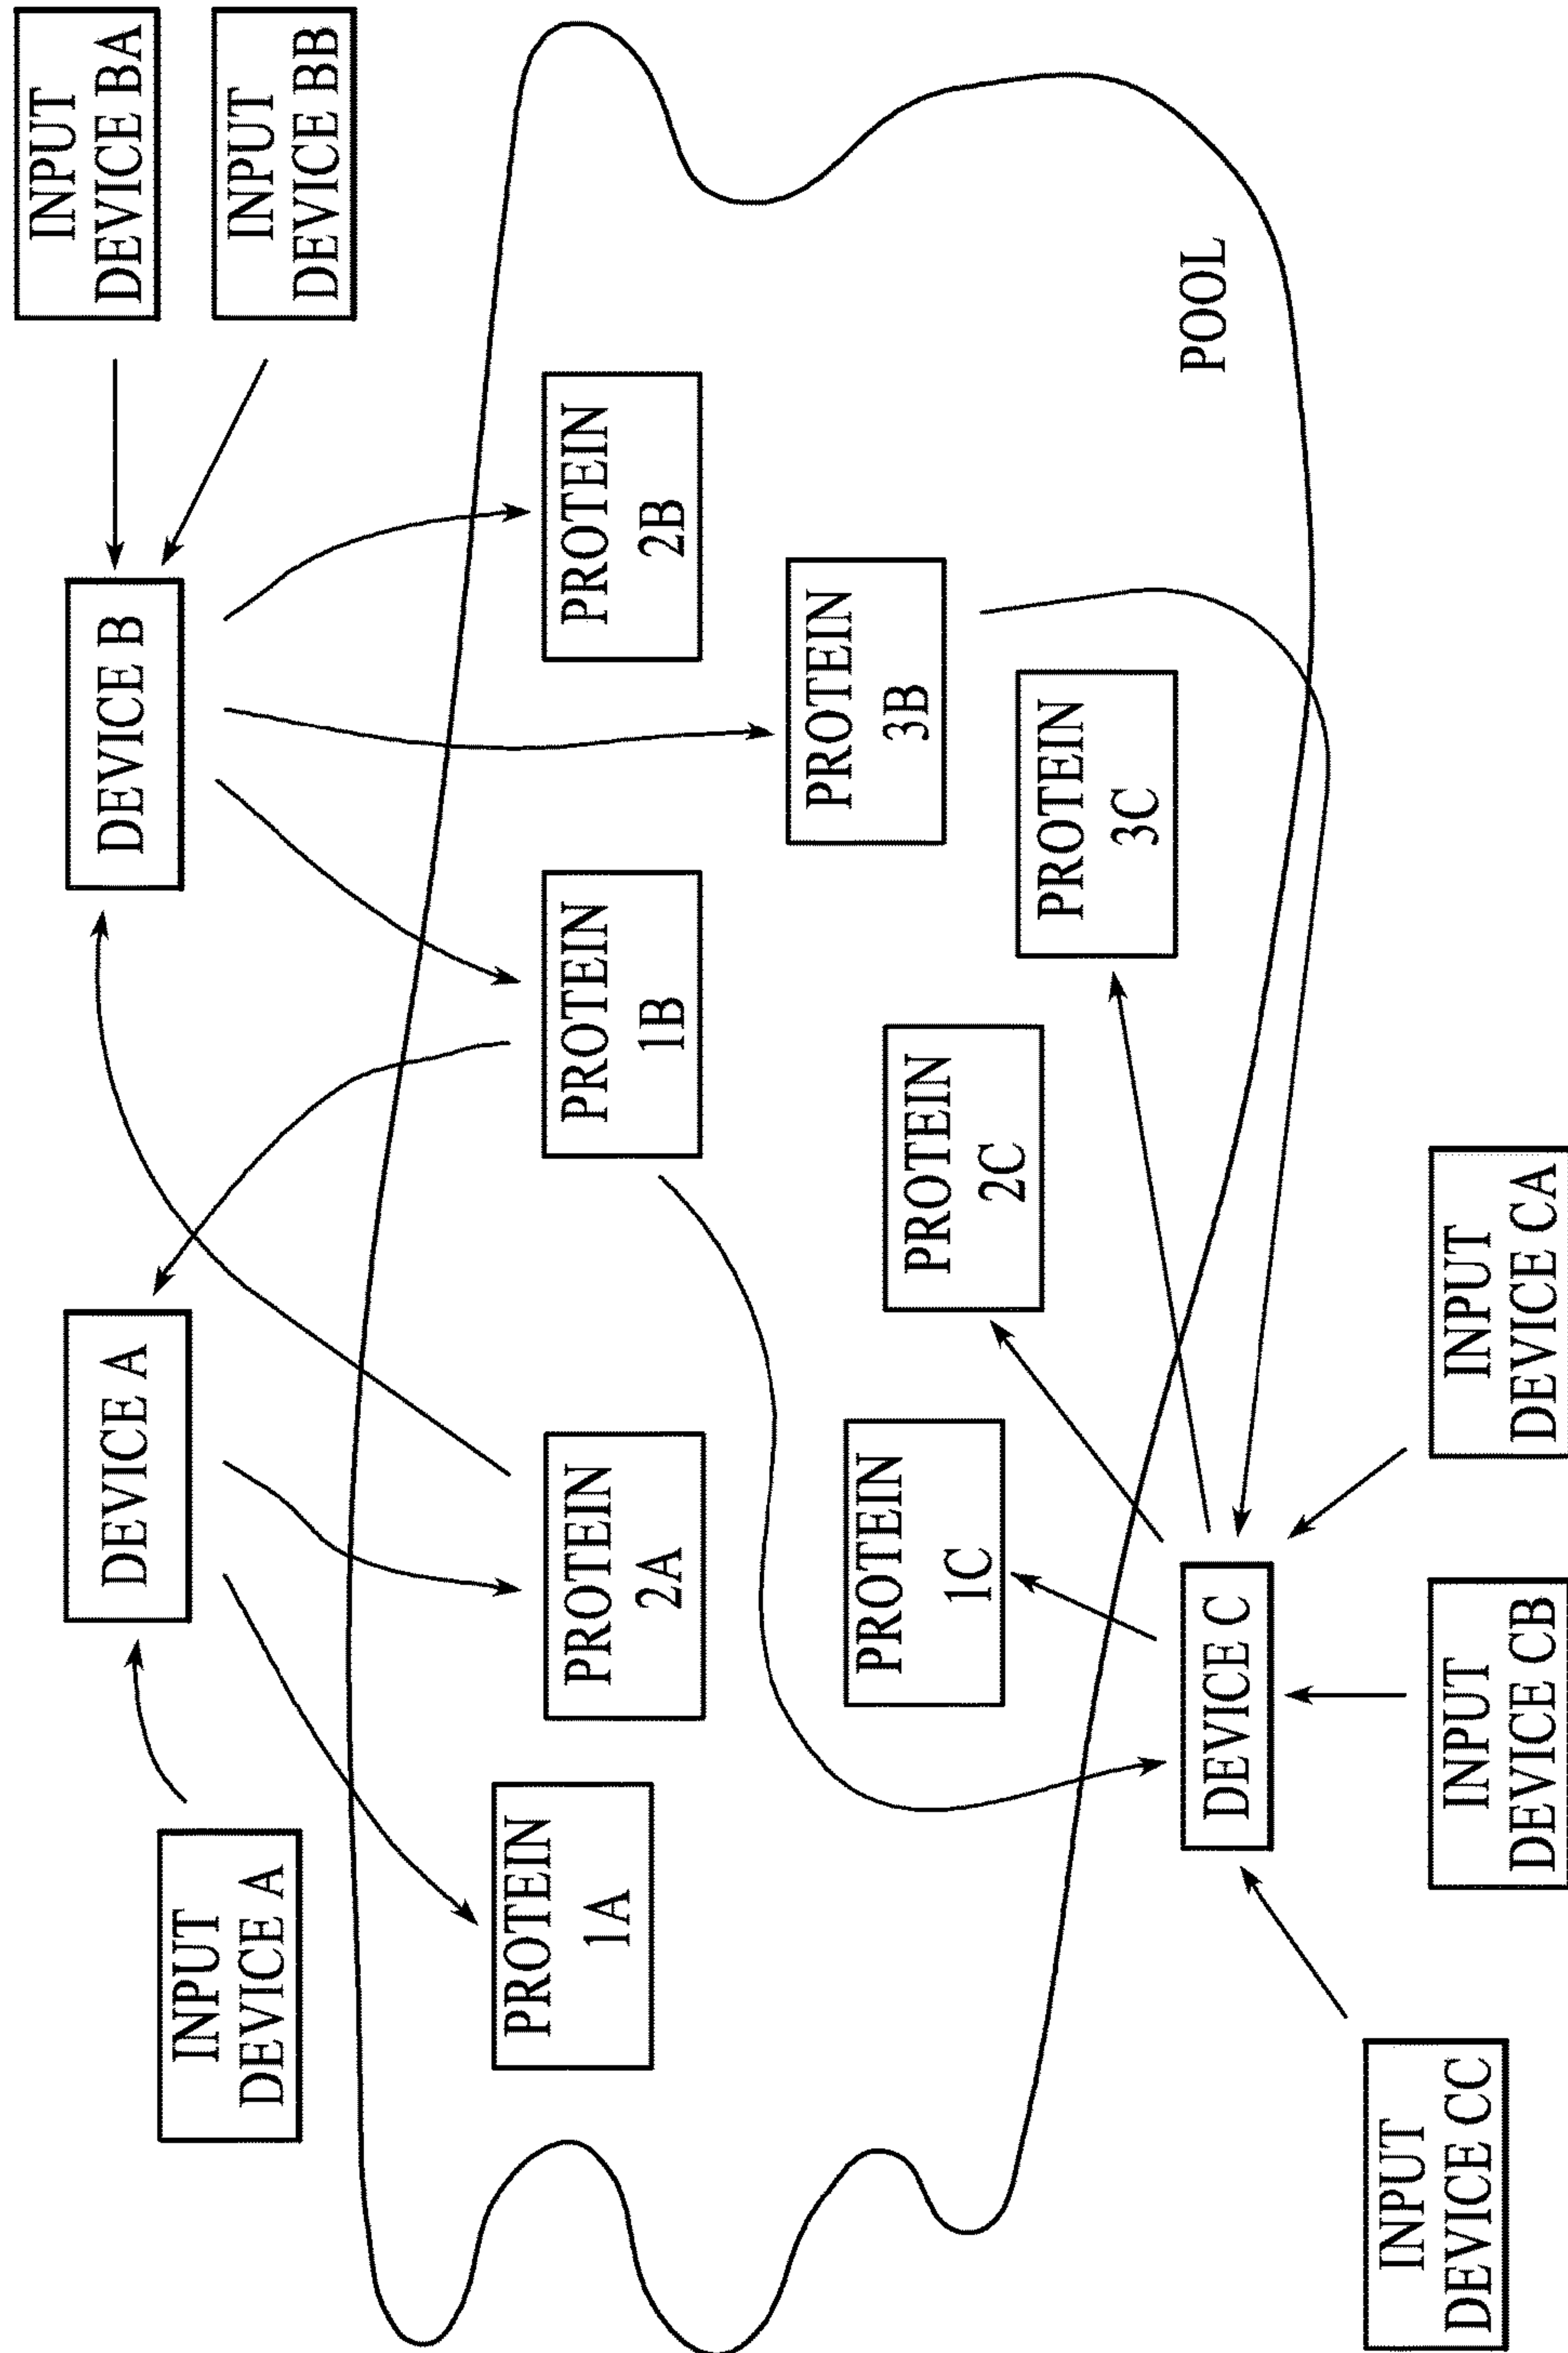 INPUT
DEVICE A
DEVICE A
DEVICE B
INPUT
DEVICE BA
INPUT
DEVICE BB
PROTEIN
1A
PROTEIN
2A
PROTEIN
1B
PROTEIN
2B
PROTEIN
3B
PROTEIN
1C
PROTEIN
2C
PROTEIN
3C
POOL
DEVICE C
INPUT
DEVICE CC
INPUT
DEVICE CB
INPUT
DEVICE CA